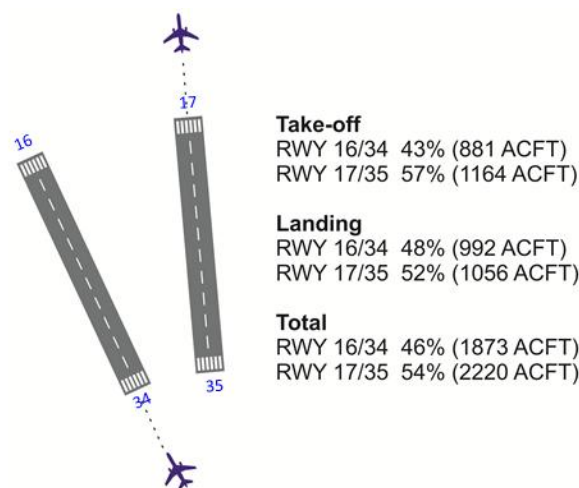 17
16
34
35
Take-off
RWY 16/34 43% (881 ACFT)
RWY 17/35 57% (1164 ACFT)
Landing
RWY 16/34 48% (992 ACFT)
RWY 17/35 52% (1056 ACFT)
Total
RWY 16/34 46% (1873 ACFT)
RWY 17/35 54% (2220 ACFT)